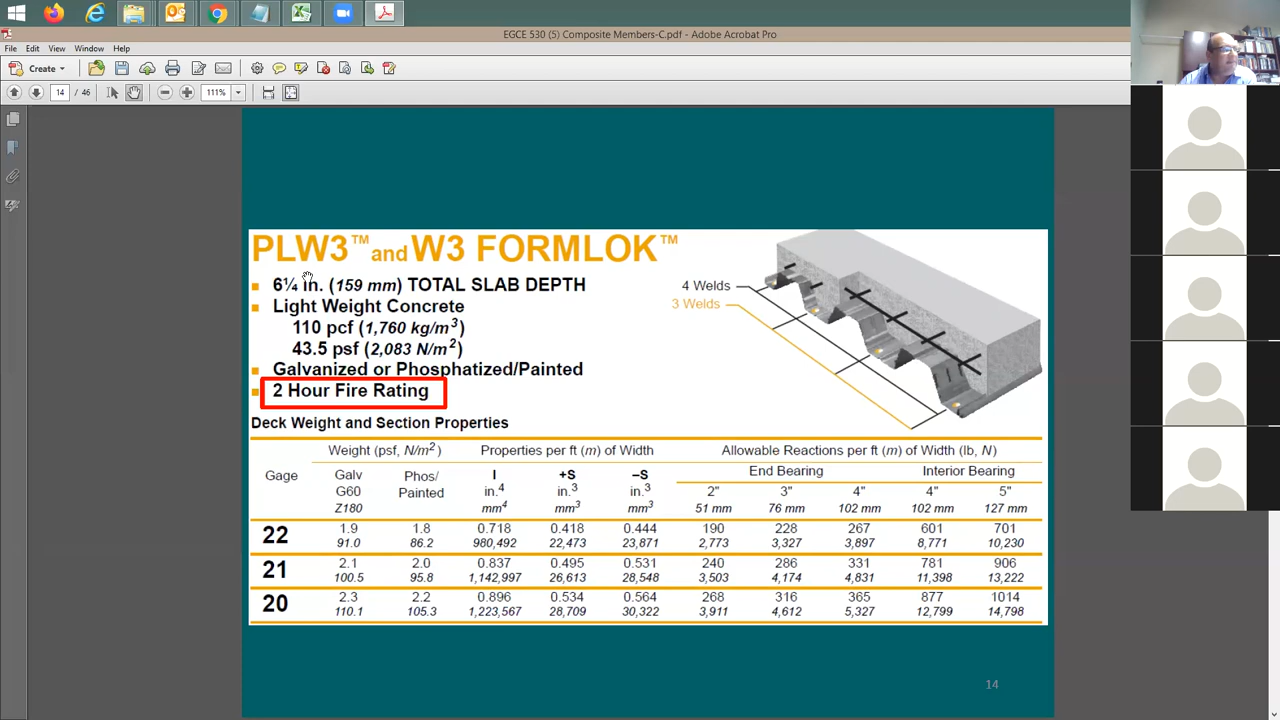 EGCE 530 (5) Composite Members-C.pdf - Adobe Acrobat Pro
File Edit View Window Help
Create
14 / 46 111%
PLW3™ and W3 FORMLOK™
6¼ in. (159 mm) TOTAL SLAB DEPTH
Light Weight Concrete
110 pcf (1,760 kg/m³)
43.5 psf (2,083 N/m²)
Galvanized or Phosphatized/Painted
2 Hour Fire Rating
4 Welds
3 Welds
Deck Weight and Section Properties
Weight (psf, N/m²) Properties per ft (m) of Width Allowable Reactions per ft (m) of Width (lb, N)
Gage Galv Phos/ I +S –S End Bearing Interior Bearing
G60 Painted in.⁴ in.³ in.³ 2" 3" 4" 4" 5"
Z180 mm⁴ mm³ mm³ 51 mm 76 mm 102 mm 102 mm 127 mm
22 1.9 1.8 0.718 0.418 0.444 190 228 267 601 701
91.0 86.2 980,492 22,473 23,871 2,773 3,327 3,897 8,771 10,230
21 2.1 2.0 0.837 0.495 0.531 240 286 331 781 906
100.5 95.8 1,142,997 26,613 28,548 3,503 4,174 4,831 11,398 13,222
20 2.3 2.2 0.896 0.534 0.564 268 316 365 877 1014
110.1 105.3 1,223,567 28,709 30,322 3,911 4,612 5,327 12,799 14,798
14